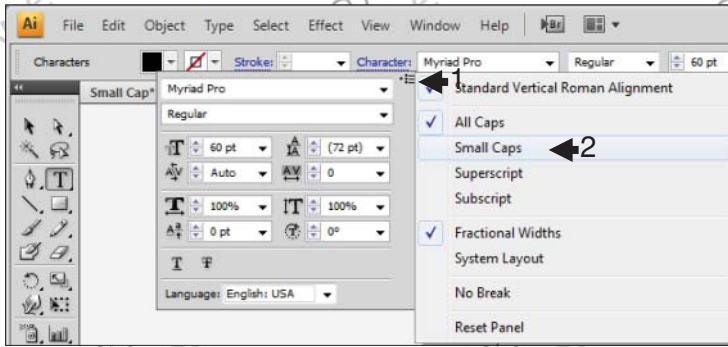 Ai File Edit Object Type Select Effect View Window Help Br
Characters Stroke: Character: Myriad Pro Regular 60 pt
Small Cap*
Myriad Pro
Regular
60 pt (72 pt)
Auto 0
100% 100%
0 pt 0°
T T
Language: English: USA
1
Standard Vertical Roman Alignment
All Caps
Small Caps 2
Superscript
Subscript
Fractional Widths
System Layout
No Break
Reset Panel